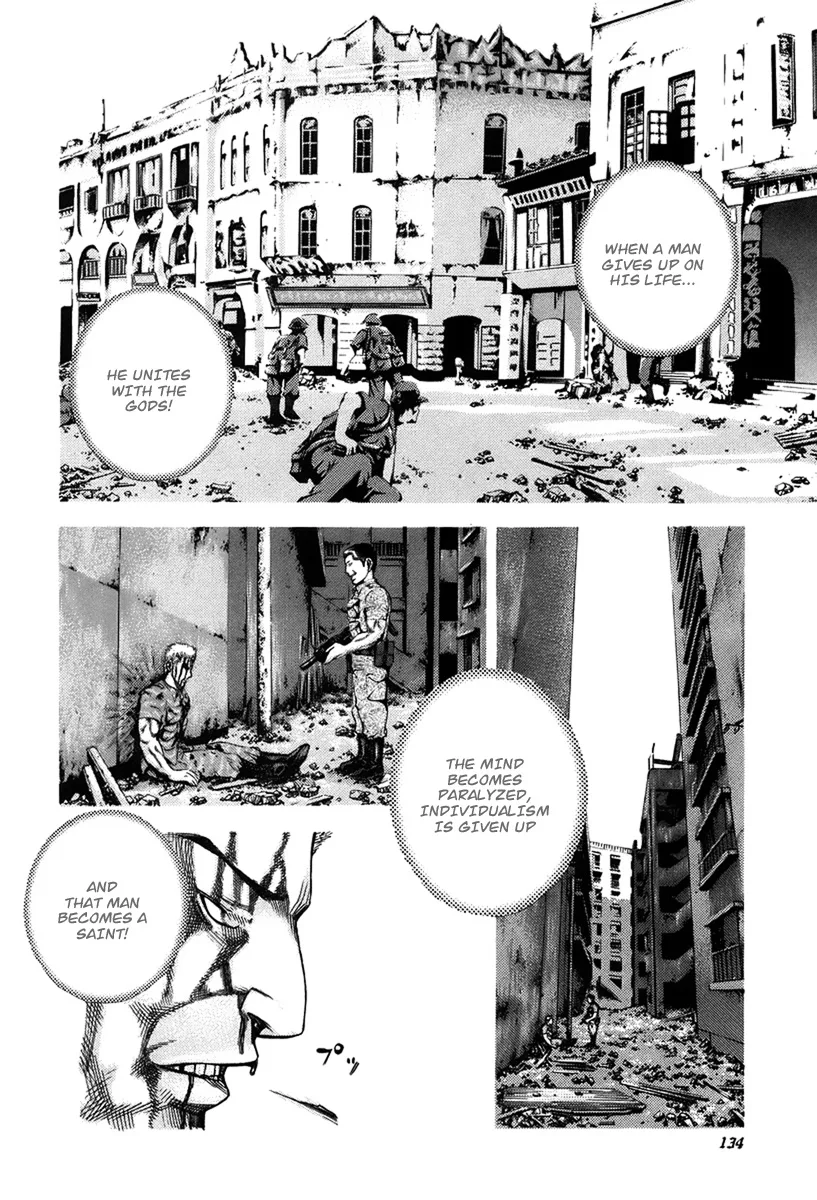 WHEN A MAN
GIVES UP ON
HIS LIFE...
HE UNITES
WITH THE
GODS!
THE MIND
BECOMES
PARALYZED,
INDIVIDUALISM
IS GIVEN UP
AND
THAT MAN
BECOMES A
SAINT!
プッ
134